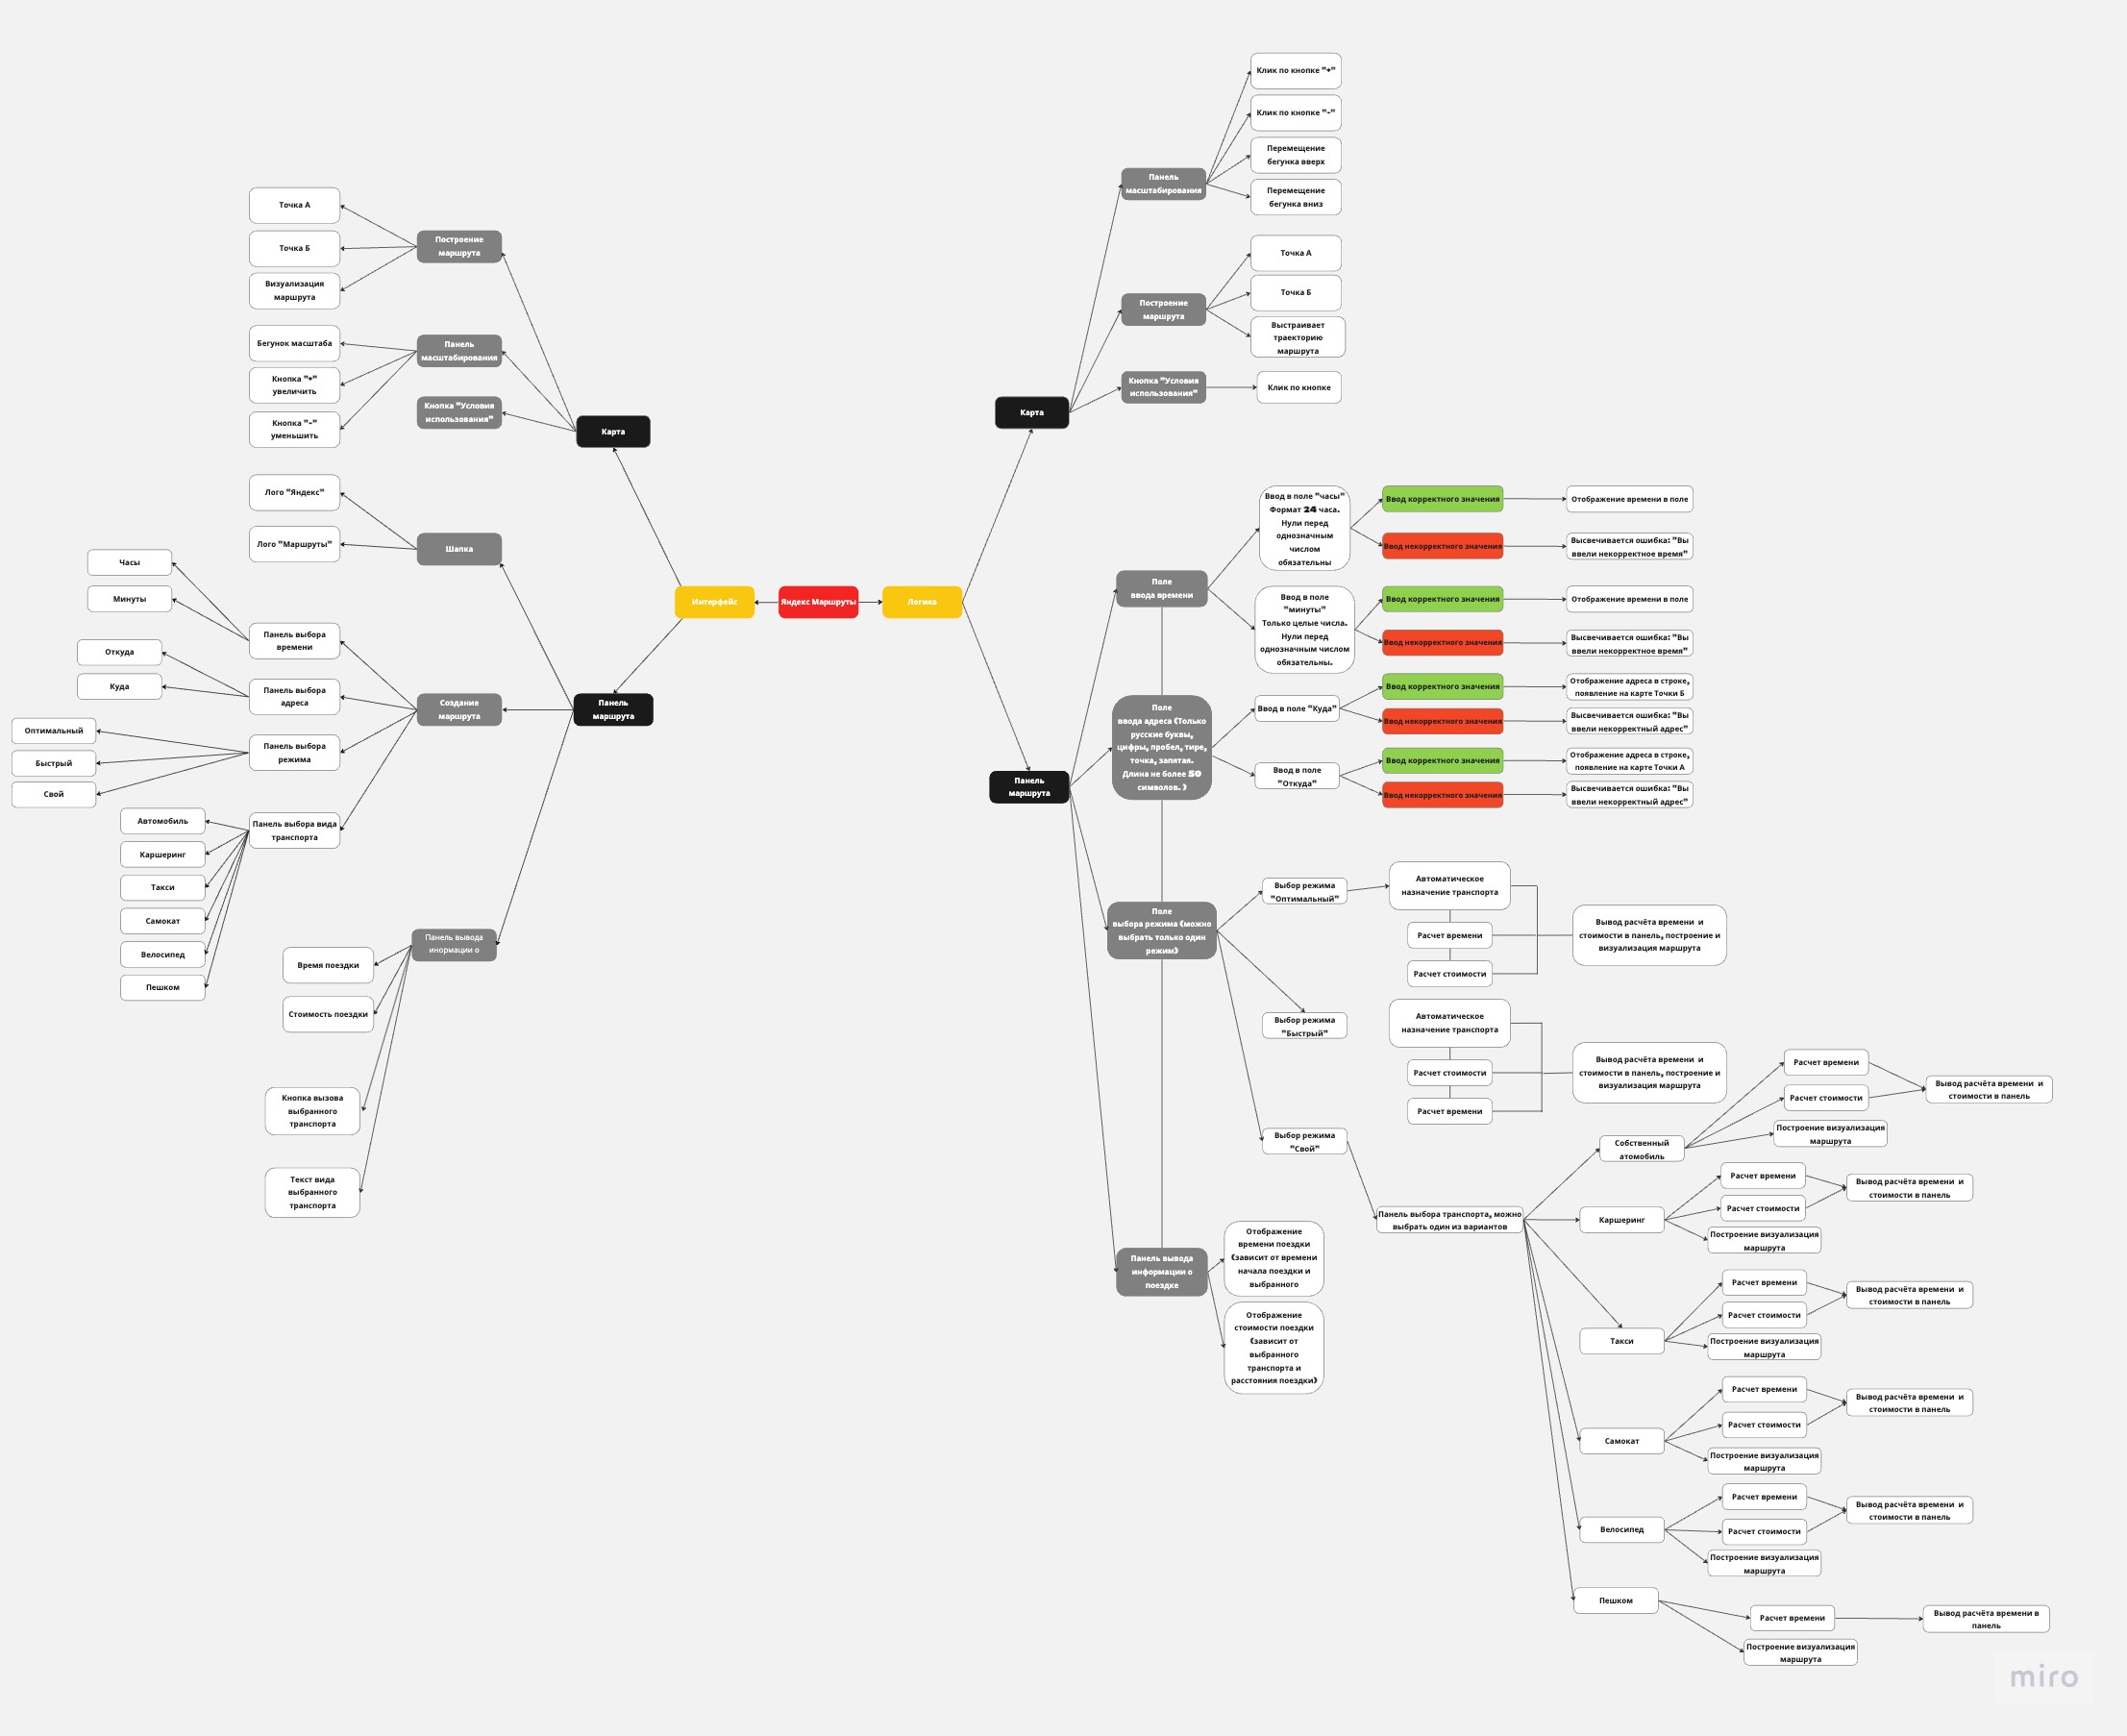 Точка А
Точка Б
Визуализация
маршрута
Построение
маршрута
Бегунок масштаба
Кнопка "+"
увеличить
Кнопка "-"
уменьшить
Панель
масштабирования
Кнопка "Условия
использования"
Карта
Лого "Яндекс"
Лого "Маршруты"
Шапка
Часы
Минуты
Панель выбора
времени
Откуда
Куда
Панель выбора
адреса
Создание
маршрута
Панель
маршрута
Оптимальный
Быстрый
Свой
Панель выбора
режима
Автомобиль
Каршеринг
Такси
Самокат
Велосипед
Пешком
Панель выбора вида
транспорта
Панель вывода
инормации о
Время поездки
Стоимость поездки
Кнопка вызова
выбранного
транспорта
Текст вида
выбранного
транспорта
Интерфейс
Яндекс Маршруты
Логика
Карта
Панель
масштабирования
Клик по кнопке "+"
Клик по кнопке "-"
Перемещение
бегунка вверх
Перемещение
бегунка вниз
Построение
маршрута
Точка А
Точка Б
Выстраивает
траекторию
маршрута
Кнопка "Условия
использования"
Клик по кнопке
Панель
маршрута
Поле
ввода времени
Ввод в поле "часы"
Формат 24 часа.
Нули перед
однозначным
числом
обязательны
Ввод корректного значения
Отображение времени в поле
Ввод некорректного значения
Высвечивается ошибка: "Вы
ввели некорректное время"
Ввод в поле
"минуты"
Только целые числа.
Нули перед
однозначным числом
обязательны.
Ввод корректного значения
Отображение времени в поле
Ввод некорректного значения
Высвечивается ошибка: "Вы
ввели некорректное время"
Поле
ввода адреса (Только
русские буквы,
цифры, пробел, тире,
точка, запятая.
Длина не более 50
символов. )
Ввод в поле "Куда"
Ввод корректного значения
Отображение адреса в строке,
появление на карте Точки Б
Ввод некорректного значения
Высвечивается ошибка: "Вы
ввели некорректный адрес"
Ввод в поле
"Откуда"
Ввод корректного значения
Отображение адреса в строке,
появление на карте Точки А
Ввод некорректного значения
Высвечивается ошибка: "Вы
ввели некорректный адрес"
Поле
выбора режима (можно
выбрать только один
режим)
Выбор режима
"Оптимальный"
Автоматическое
назначение транспорта
Расчет времени
Расчет стоимости
Вывод расчёта времени и
стоимости в панель, построение и
визуализация маршрута
Выбор режима
"Быстрый"
Автоматическое
назначение транспорта
Расчет стоимости
Расчет времени
Вывод расчёта времени и
стоимости в панель, построение и
визуализация маршрута
Выбор режима
"Свой"
Панель выбора транспорта, можно
выбрать один из вариантов
Собственный
атомобиль
Расчет времени
Расчет стоимости
Вывод расчёта времени и
стоимости в панель
Построение визуализация
маршрута
Каршеринг
Расчет времени
Расчет стоимости
Вывод расчёта времени и
стоимости в панель
Построение визуализация
маршрута
Такси
Расчет времени
Расчет стоимости
Вывод расчёта времени и
стоимости в панель
Построение визуализация
маршрута
Самокат
Расчет времени
Расчет стоимости
Вывод расчёта времени и
стоимости в панель
Построение визуализация
маршрута
Велосипед
Расчет времени
Расчет стоимости
Вывод расчёта времени и
стоимости в панель
Построение визуализация
маршрута
Пешком
Расчет времени
Вывод расчёта времени в
панель
Построение визуализация
маршрута
Панель вывода
информации о
поездке
Отображение
времени поездки
(зависит от времени
начала поездки и
выбранного
Отображение
стоимости поездки
(зависит от
выбранного
транспорта и
расстояния поездки)
miro